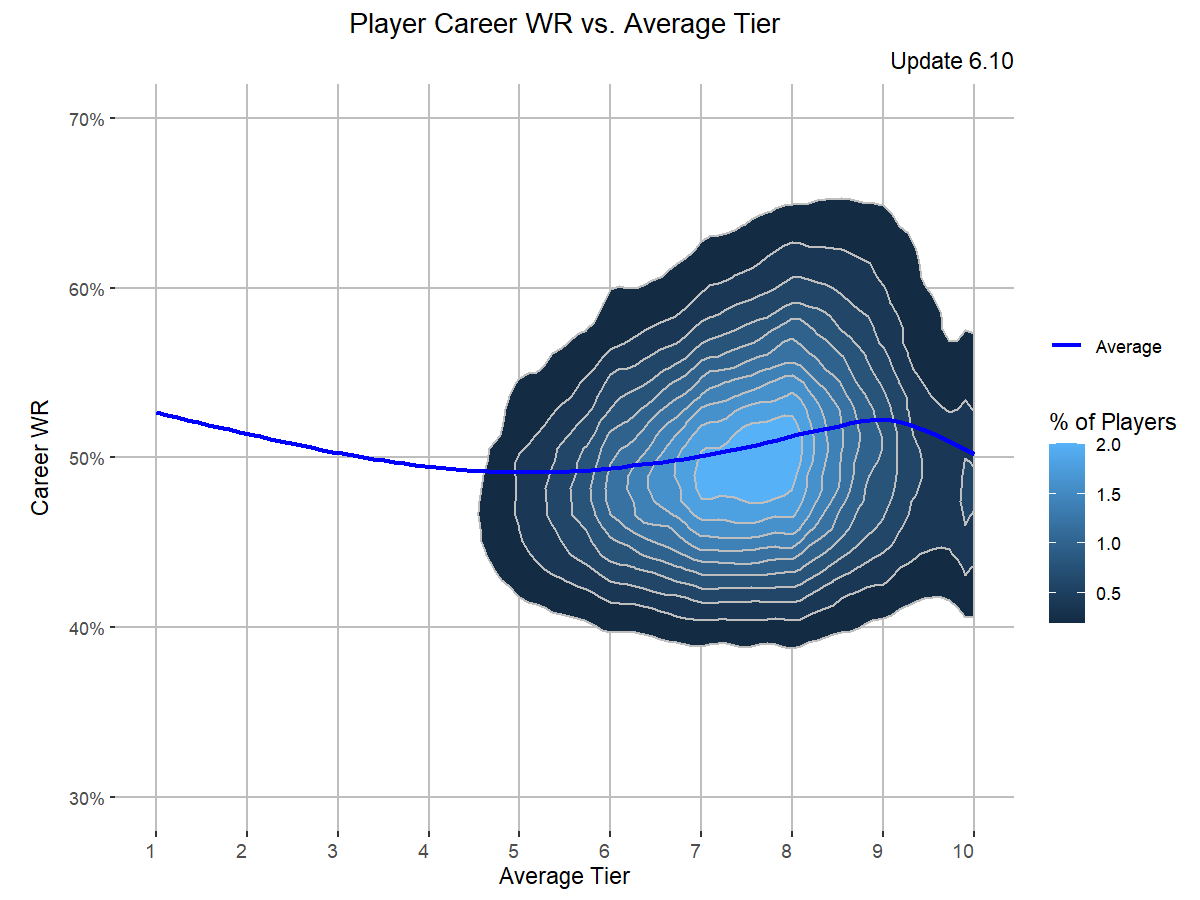 Player Career WR vs. Average Tier
Update 6.10
70%
60%
50%
40%
30%
Career WR
1 2 3 4 5 6 7 8 9 10
Average Tier
Average
% of Players
2.0
1.5
1.0
0.5